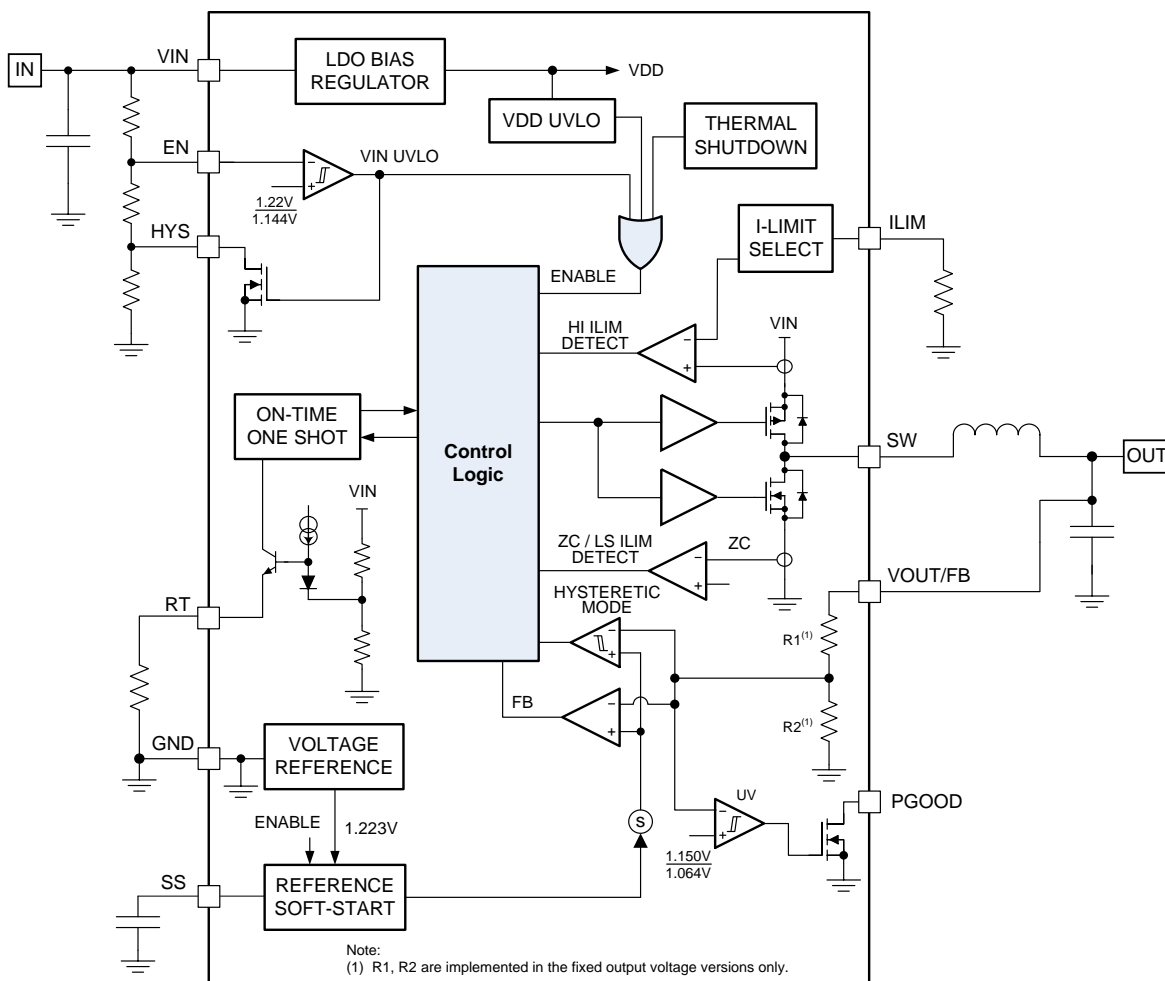 IN
VIN
LDO BIAS
REGULATOR
VDD
VDD UVLO
THERMAL
SHUTDOWN
EN
VIN UVLO
−
+
1.22V
1.144V
HYS
I-LIMIT
SELECT
ILIM
ENABLE
HI ILIM
DETECT
−
+
VIN
ON-TIME
ONE SHOT
Control
Logic
SW
OUT
VIN
ZC / LS ILIM
DETECT
ZC
−
+
VOUT/FB
HYSTERETIC
MODE
−
+
RT
R1(1)
FB
−
+
R2(1)
GND
VOLTAGE
REFERENCE
ENABLE
1.223V
S
UV
−
+
1.150V
1.064V
PGOOD
SS
REFERENCE
SOFT-START
Note:
(1) R1, R2 are implemented in the fixed output voltage versions only.